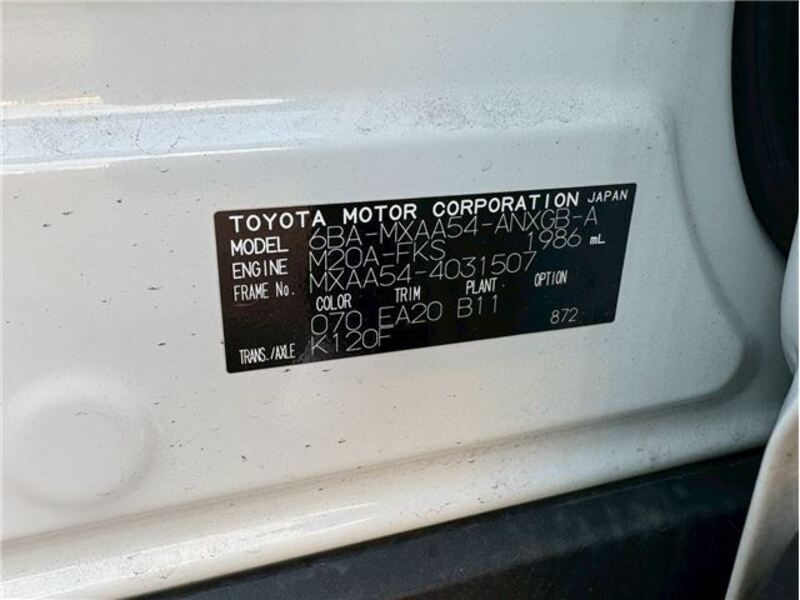 TOYOTA MOTOR CORPORATION JAPAN
MODEL 6BA-MXAA54-ANXGB-A
ENGINE M20A-FKS 1986 mL
FRAME No. MXAA54-4031507
COLOR TRIM PLANT OPTION
070 EA20 B11 872
TRANS./AXLE K120F